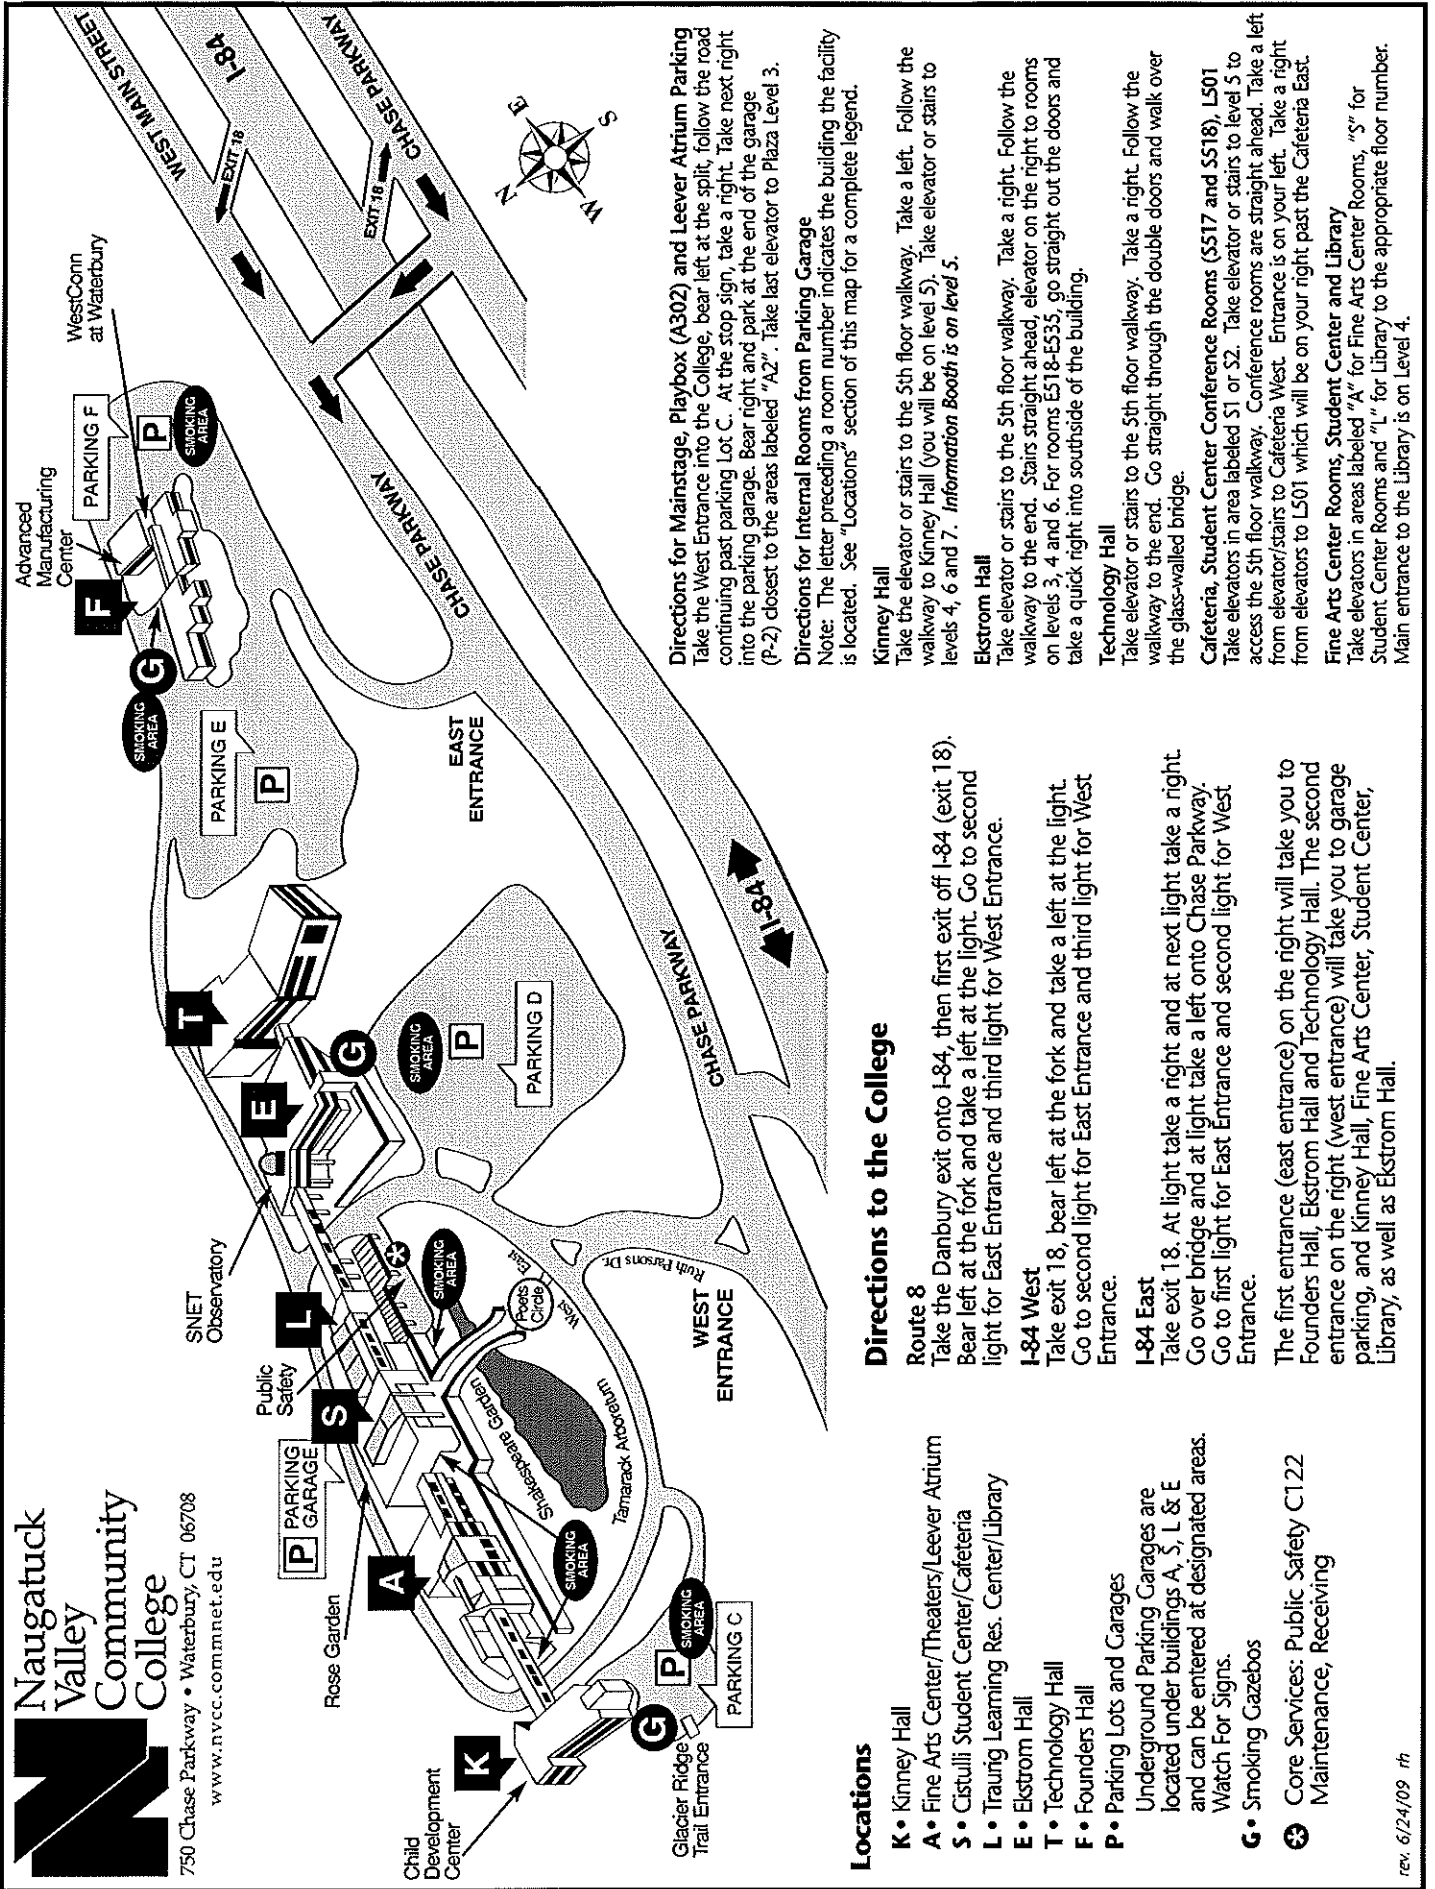 Naugatuck
Valley
Community
College
750 Chase Parkway • Waterbury, CT 06708
www.nvcc.commnet.edu
Advanced
Manufacturing
Center
PARKING F
P
SMOKING
AREA
WestConn
at Waterbury
F
G
SMOKING
AREA
PARKING E
P
WEST MAIN STREET
I-84
CHASE PARKWAY
EXIT 18
EXIT 18
N
E
S
W
CHASE PARKWAY
EAST
ENTRANCE
T
E
G
SMOKING
AREA
P
PARKING D
SNET
Observatory
L
Public
Safety
S
P PARKING
GARAGE
Rose Garden
A
SMOKING
AREA
Poets
Circle
East
West
Ruth Parsons Dr.
Shakespeare Garden
Tamarack Arboretum
WEST
ENTRANCE
CHASE PARKWAY
I-84
SMOKING
AREA
K
Child
Development
Center
G
Glacier Ridge
Trail Entrance
P
SMOKING
AREA
PARKING C
Locations
K • Kinney Hall
A • Fine Arts Center/Theaters/Leever Atrium
S • Cistulli Student Center/Cafeteria
L • Traurig Learning Res. Center/Library
E • Ekstrom Hall
T • Technology Hall
F • Founders Hall
P • Parking Lots and Garages
Underground Parking Garages are
located under buildings A, S, L & E
and can be entered at designated areas.
Watch For Signs.
G • Smoking Gazebos
Core Services: Public Safety C122
Maintenance, Receiving
rev. 6/24/09 rh
Directions to the College
Route 8
Take the Danbury exit onto I-84, then first exit off I-84 (exit 18).
Bear left at the fork and take a left at the light. Go to second
light for East Entrance and third light for West Entrance.
I-84 West
Take exit 18, bear left at the fork and take a left at the light.
Go to second light for East Entrance and third light for West
Entrance.
I-84 East
Take exit 18. At light take a right and at next light take a right.
Go over bridge and at light take a left onto Chase Parkway.
Go to first light for East Entrance and second light for West
Entrance.
The first entrance (east entrance) on the right will take you to
Founders Hall, Ekstrom Hall and Technology Hall. The second
entrance on the right (west entrance) will take you to garage
parking, and Kinney Hall, Fine Arts Center, Student Center,
Library, as well as Ekstrom Hall.
Directions for Mainstage, Playbox (A302) and Leever Atrium Parking
Take the West Entrance into the College, bear left at the split, follow the road
continuing past parking Lot C. At the stop sign, take a right. Take next right
into the parking garage. Bear right and park at the end of the garage
(P-2) closest to the areas labeled "A2". Take last elevator to Plaza Level 3.
Directions for Internal Rooms from Parking Garage
Note: The letter preceding a room number indicates the building the facility
is located. See "Locations" section of this map for a complete legend.
Kinney Hall
Take the elevator or stairs to the 5th floor walkway. Take a left. Follow the
walkway to Kinney Hall (you will be on level 5). Take elevator or stairs to
levels 4, 6 and 7. Information Booth is on level 5.
Ekstrom Hall
Take elevator or stairs to the 5th floor walkway. Take a right. Follow the
walkway to the end. Stairs straight ahead, elevator on the right to rooms
on levels 3, 4 and 6. For rooms E518-E535, go straight out the doors and
take a quick right into southside of the building.
Technology Hall
Take elevator or stairs to the 5th floor walkway. Take a right. Follow the
walkway to the end. Go straight through the double doors and walk over
the glass-walled bridge.
Cafeteria, Student Center Conference Rooms (S517 and S518), L501
Take elevators in area labeled S1 or S2. Take elevator or stairs to level 5 to
access the 5th floor walkway. Conference rooms are straight ahead. Take a left
from elevator/stairs to Cafeteria West. Entrance is on your left. Take a right
from elevators to L501 which will be on your right past the Cafeteria East.
Fine Arts Center Rooms, Student Center and Library
Take elevators in areas labeled "A" for Fine Arts Center Rooms, "S" for
Student Center Rooms and "L" for Library to the appropriate floor number.
Main entrance to the Library is on Level 4.